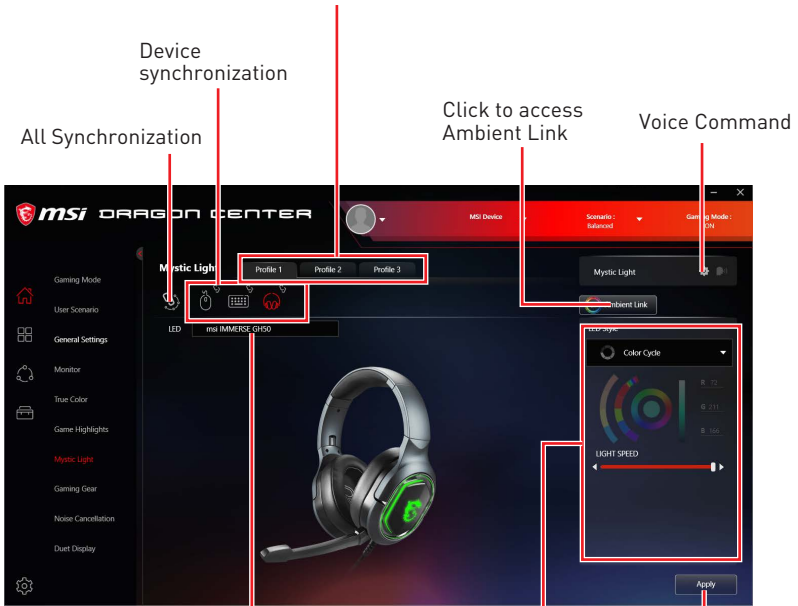 Device
synchronization
Click to access
Ambient Link
Voice Command
All Synchronization
msi DRAGON CENTER
MSI Device
Scenario :
Balanced
Gaming Mode :
ON
Mystic Light
Profile 1
Profile 2
Profile 3
Mystic Light
Ambient Link
LED
msi IMMERSE GH50
LED Style
Color Cycle
R 72
G 211
B 166
LIGHT SPEED
Gaming Mode
User Scenario
General Settings
Monitor
True Color
Game Highlights
Mystic Light
Gaming Gear
Noise Cancellation
Duet Display
Apply